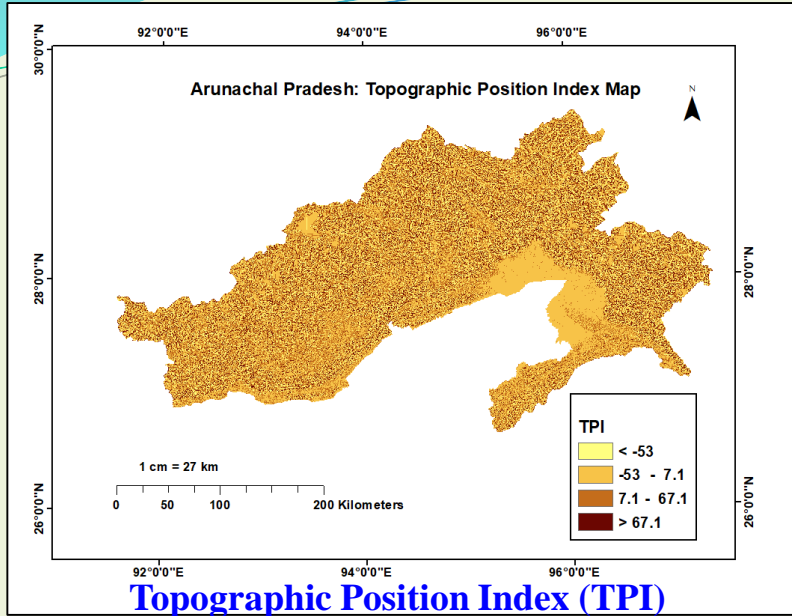 92°0'0"E 94°0'0"E 96°0'0"E
30°0'0"N
Arunachal Pradesh: Topographic Position Index Map
N
28°0'0"N 28°0'0"N
TPI
< -53
-53 - 7.1
7.1 - 67.1
> 67.1
1 cm = 27 km
0 50 100 200 Kilometers
26°0'0"N 26°0'0"N
92°0'0"E 94°0'0"E 96°0'0"E
Topographic Position Index (TPI)